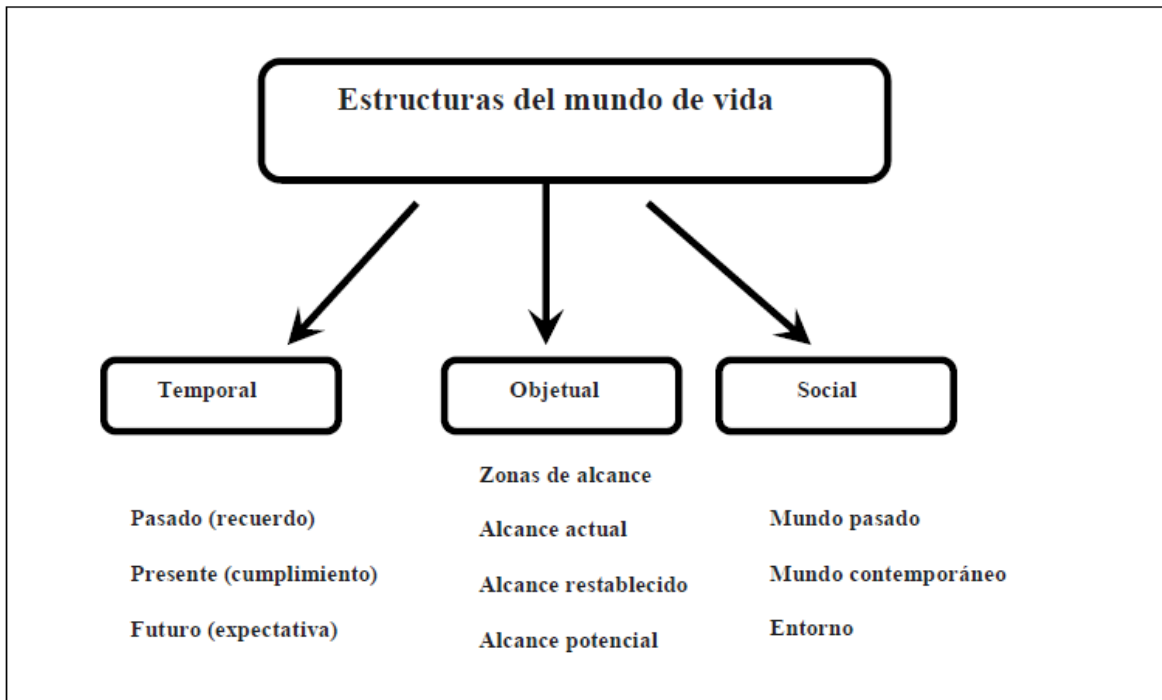 Estructuras del mundo de vida
Temporal
Objetual
Social
Pasado (recuerdo)
Presente (cumplimiento)
Futuro (expectativa)
Zonas de alcance
Alcance actual
Alcance restablecido
Alcance potencial
Mundo pasado
Mundo contemporáneo
Entorno